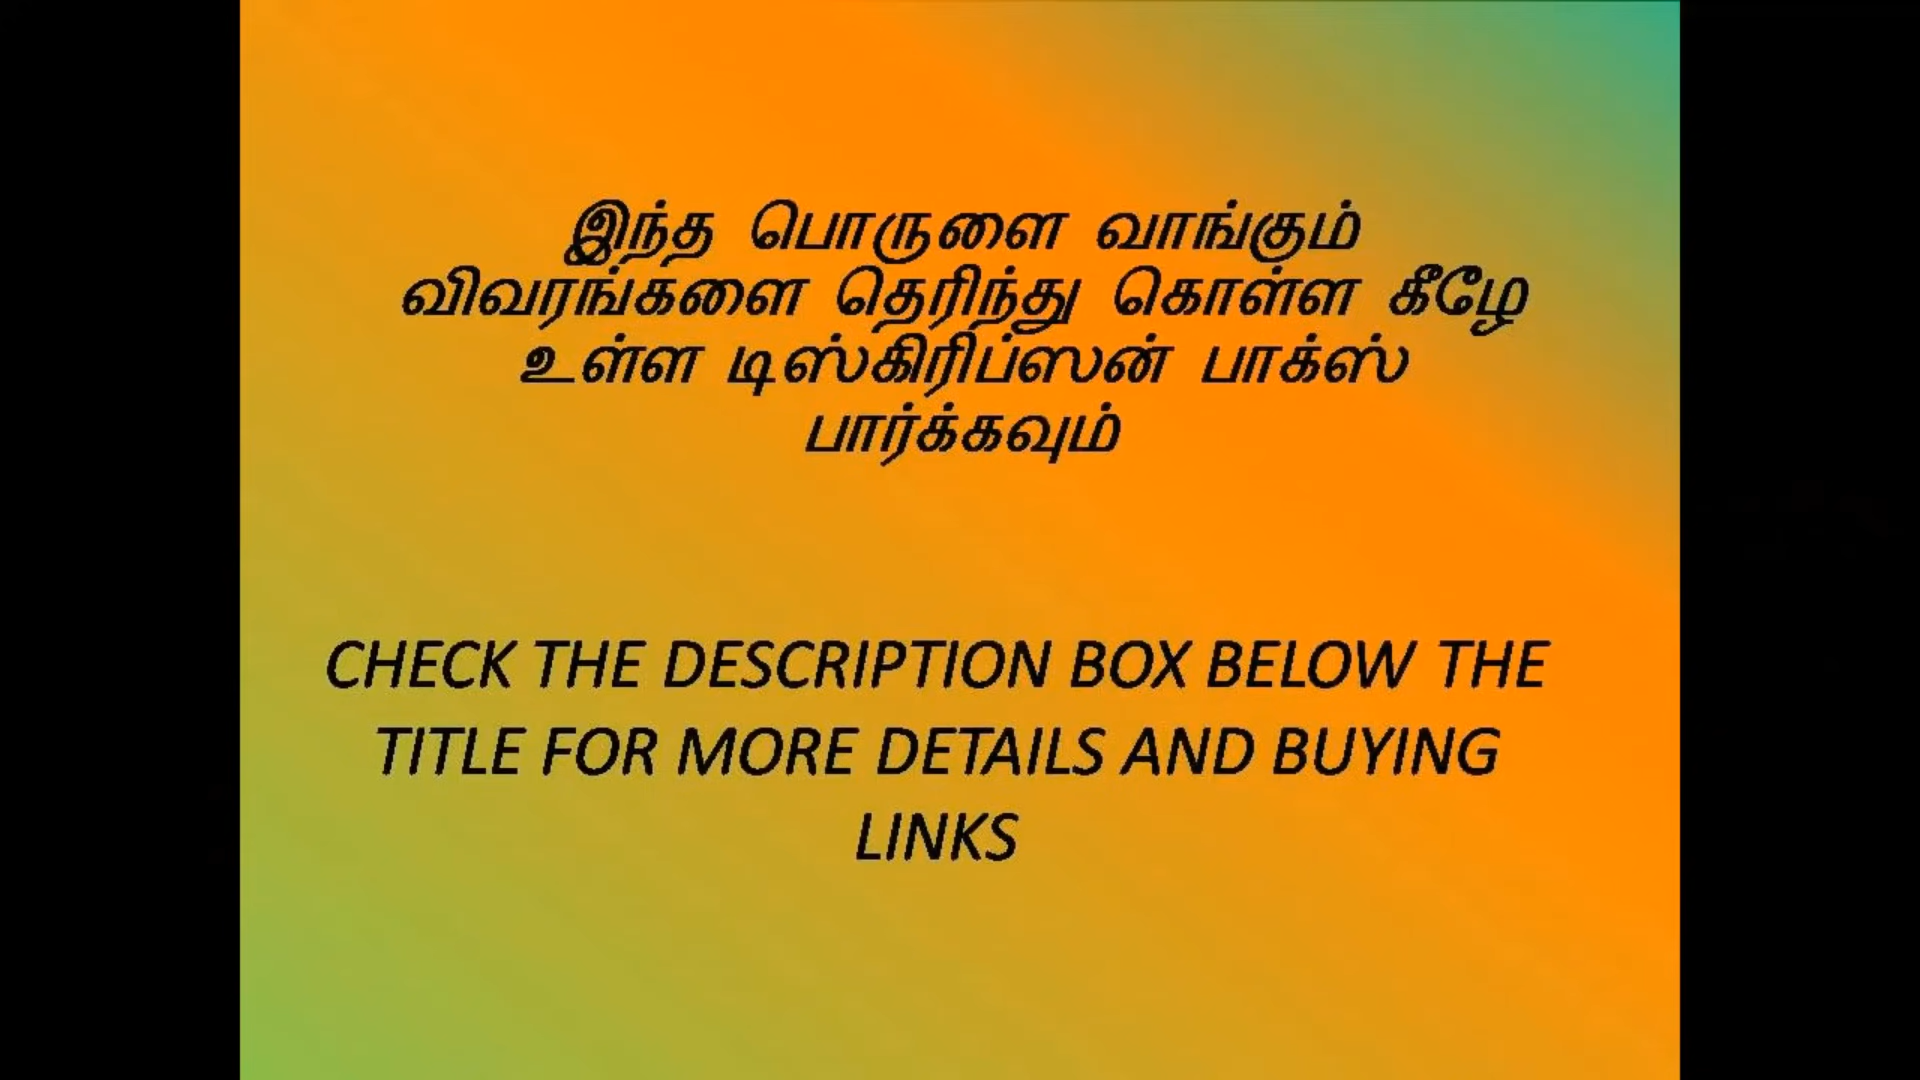 இந்த பொருளை வாங்கும்
விவரங்களை தெரிந்து கொள்ள கீழே
உள்ள டிஸ்கிரிப்ஸன் பாக்ஸ்
பார்க்கவும்
CHECK THE DESCRIPTION BOX BELOW THE
TITLE FOR MORE DETAILS AND BUYING
LINKS